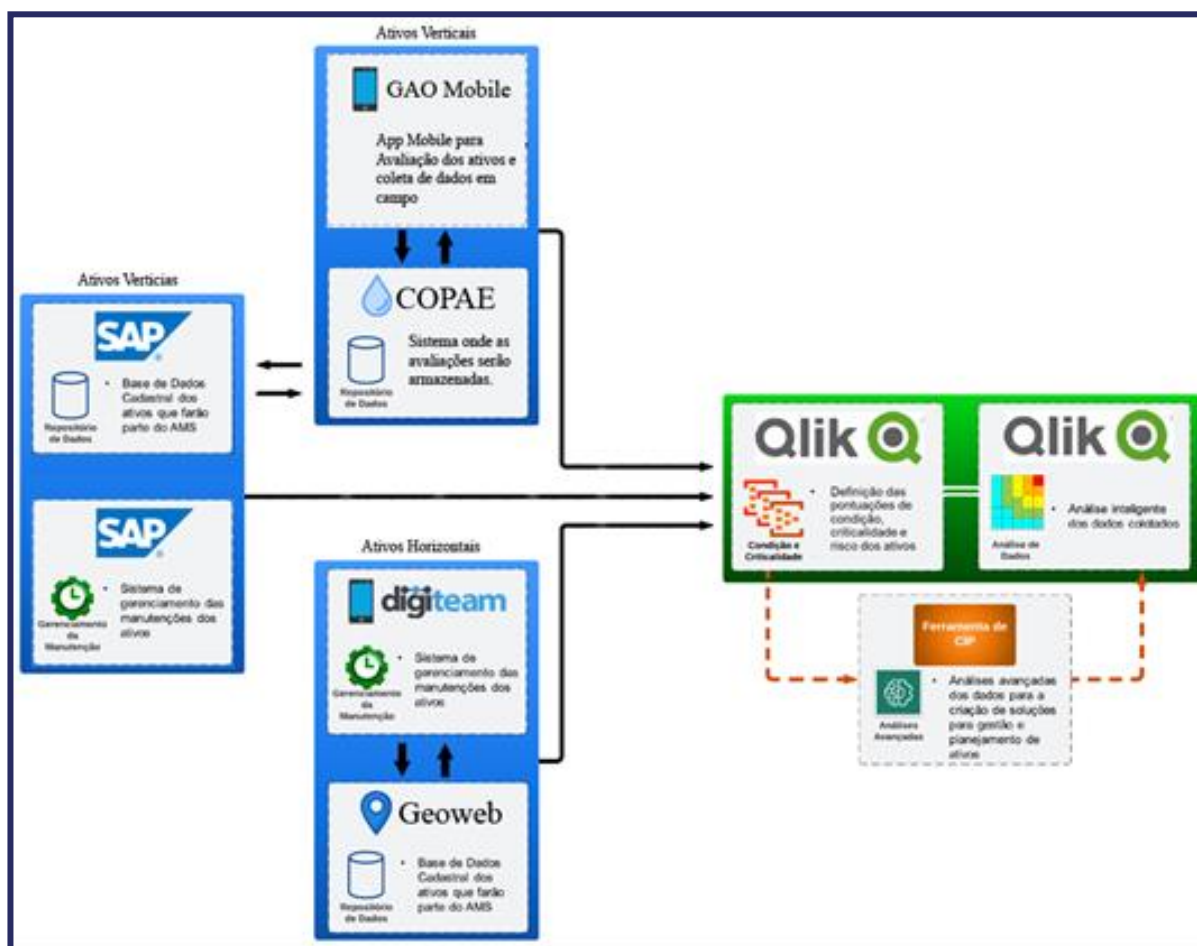 Ativos Verticais
GAO Mobile
App Mobile para
Avaliação dos ativos e
coleta de dados em
campo
COPAE
Sistema onde as
avaliações serão
armazenadas.
Repositório
de Dados
Ativos Verticias
SAP
• Base de Dados
Cadastral dos
ativos que farão
parte do AMS
Repositório
de Dados
SAP
• Sistema de
gerenciamento das
manutenções dos
ativos
Gerenciamento
da
Manutenção
Ativos Horizontais
digiteam
• Sistema de
gerenciamento das
manutenções dos
ativos
Gerenciamento
da
Manutenção
Geoweb
• Base de Dados
Cadastral dos
ativos que farão
parte do AMS
Repositório
de Dados
Qlik
• Definição das
pontuações de
condição,
criticalidade e
risco dos ativos
Condição e
Criticalidade
Qlik
• Análise inteligente
dos dados coletados
Análise de
Dados
Ferramenta de
CIP
• Análises avançadas
dos dados para a
criação de soluções
para gestão e
planejamento de
ativos
Análises
Avançadas